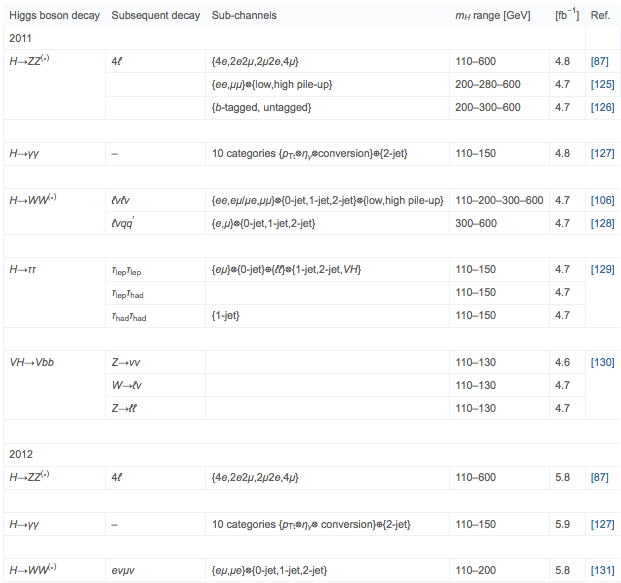 Higgs boson decay Subsequent decay Sub-channels mH range [GeV] [fb−1] Ref.
2011
H→ZZ(*) 4ℓ {4e,2e2μ,2μ2e,4μ} 110–600 4.8 [87]
{ee,μμ}⊗{low,high pile-up} 200–280–600 4.7 [125]
{b-tagged, untagged} 200–300–600 4.7 [126]
H→γγ – 10 categories {pTt⊗ηγ⊗conversion}⊕{2-jet} 110–150 4.8 [127]
H→WW(*) ℓνℓν {ee,eμ/μe,μμ}⊗{0-jet,1-jet,2-jet}⊗{low,high pile-up} 110–200–300–600 4.7 [106]
ℓνqq′ {e,μ}⊗{0-jet,1-jet,2-jet} 300–600 4.7 [128]
H→ττ τlepτlep {eμ}⊗{0-jet}⊕{ℓℓ}⊗{1-jet,2-jet,VH} 110–150 4.7 [129]
τlepτhad 110–150 4.7
τhadτhad {1-jet} 110–150 4.7
VH→Vbb Z→νν 110–130 4.6 [130]
W→ℓν 110–130 4.7
Z→ℓℓ 110–130 4.7
2012
H→ZZ(*) 4ℓ {4e,2e2μ,2μ2e,4μ} 110–600 5.8 [87]
H→γγ – 10 categories {pTt⊗ηγ⊗ conversion}⊕{2-jet} 110–150 5.9 [127]
H→WW(*) eνμν {eμ,μe}⊗{0-jet,1-jet,2-jet} 110–200 5.8 [131]